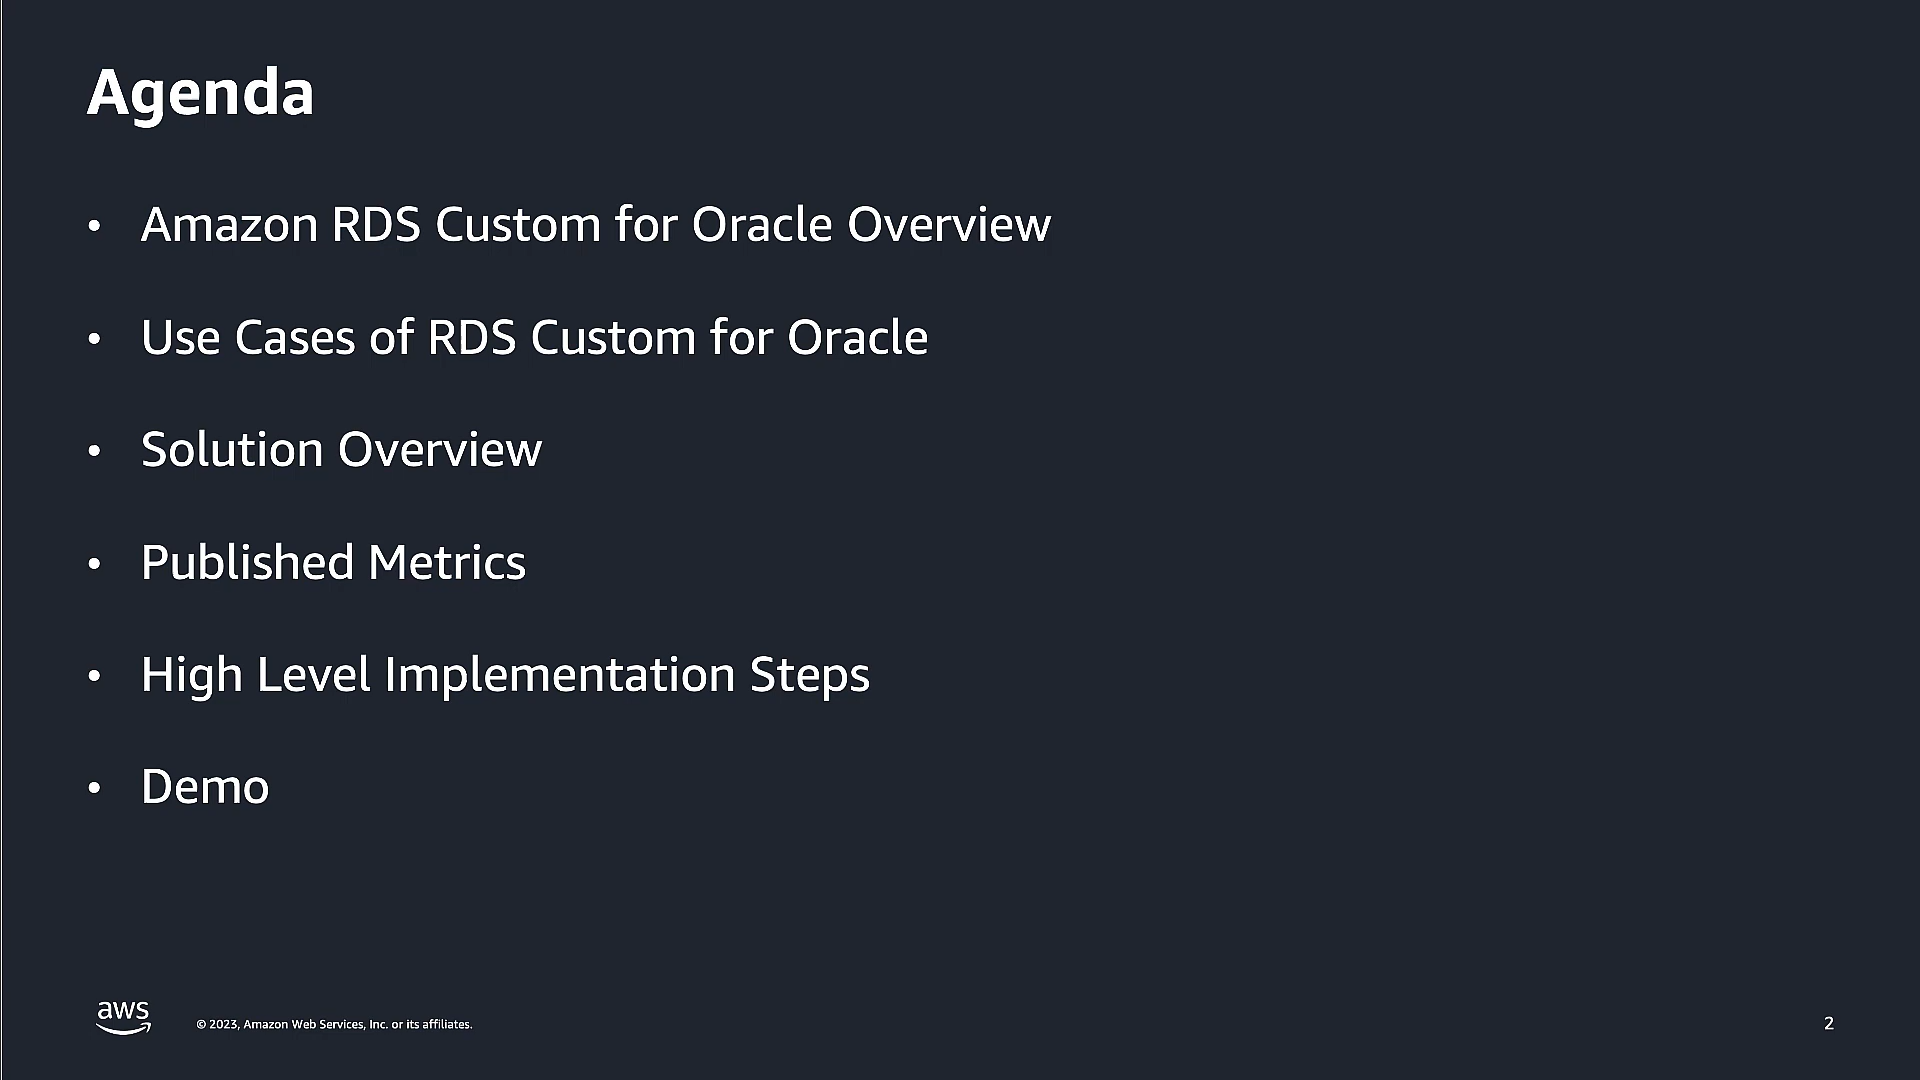 Agenda
• Amazon RDS Custom for Oracle Overview
• Use Cases of RDS Custom for Oracle
• Solution Overview
• Published Metrics
• High Level Implementation Steps
• Demo
aws
© 2023, Amazon Web Services, Inc. or its affiliates.
2